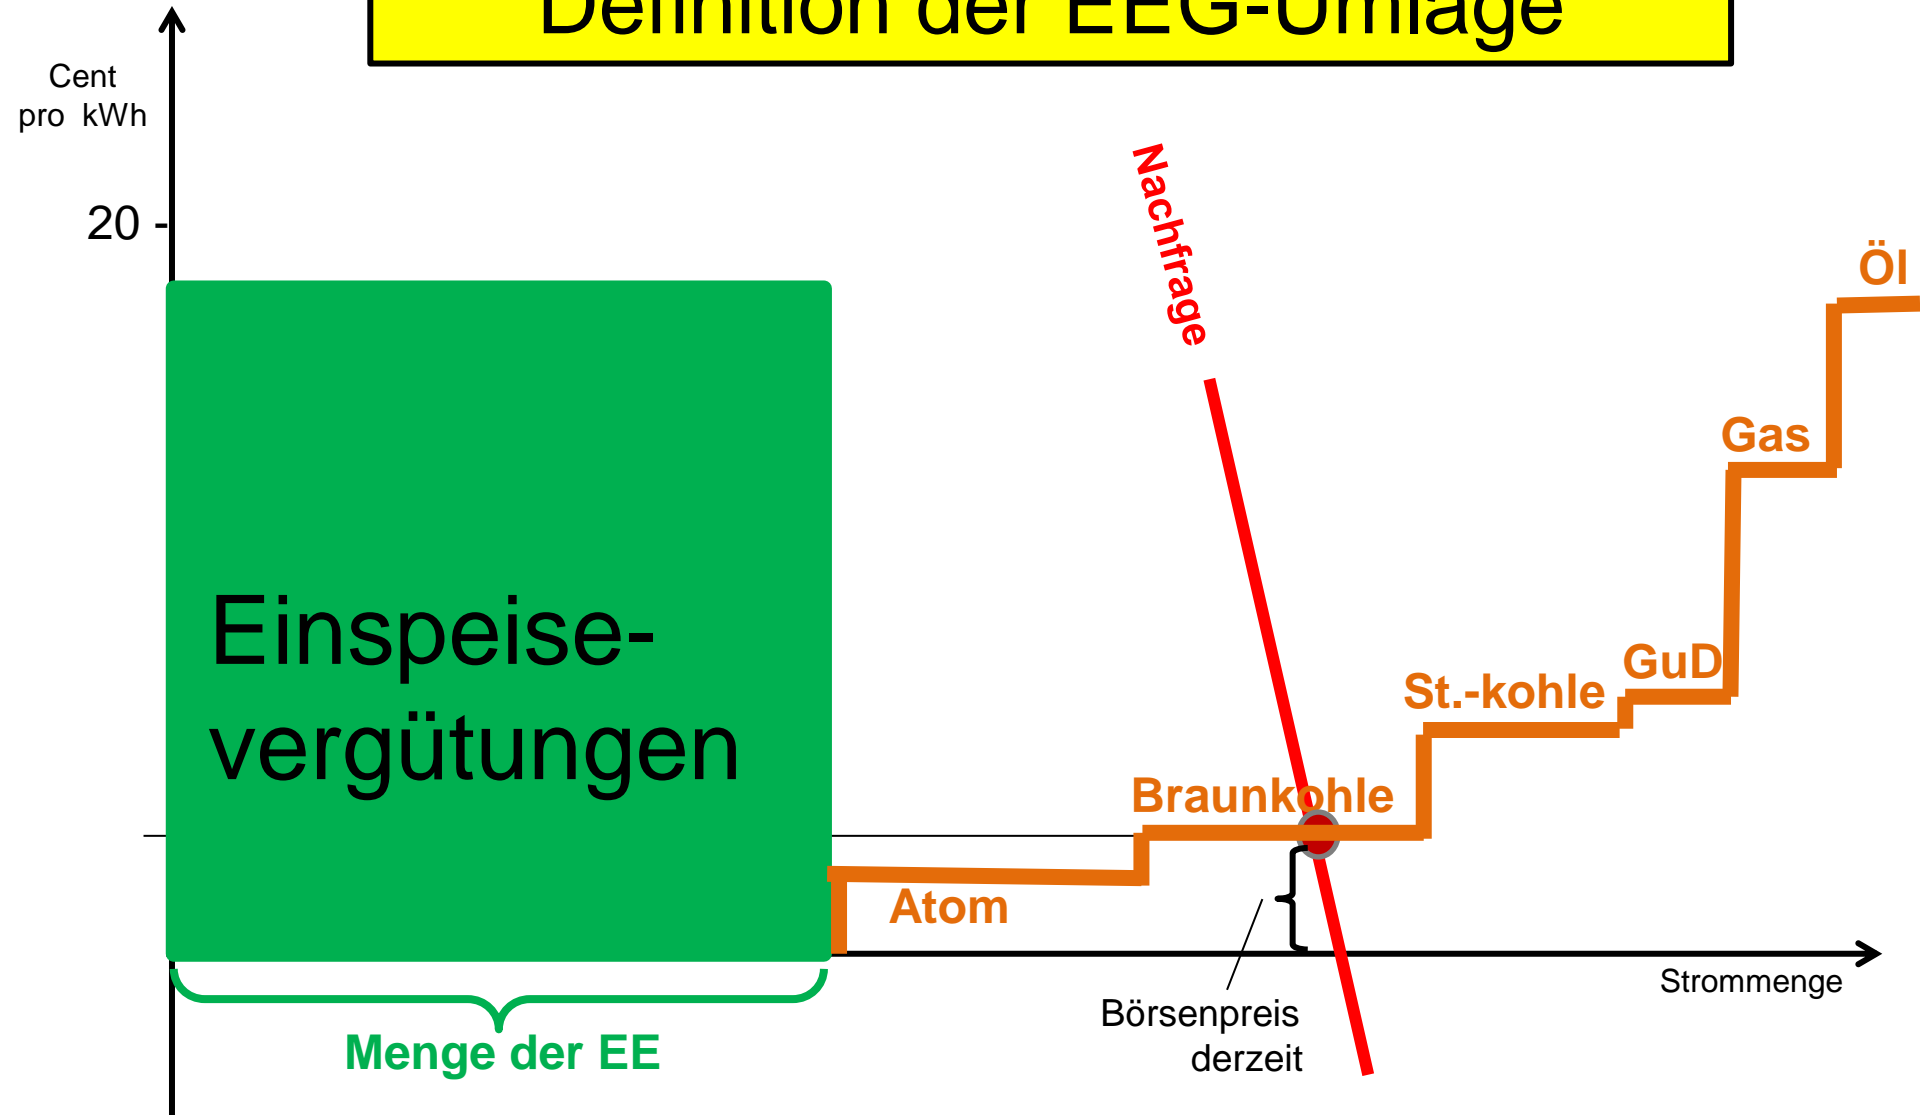 Definition der EEG-Umlage
Cent
pro kWh
20 -
Nachfrage
Öl
Gas
GuD
St.-kohle
Braunkohle
Atom
Einspeise-
vergütungen
Strommenge
Börsenpreis
derzeit
Menge der EE